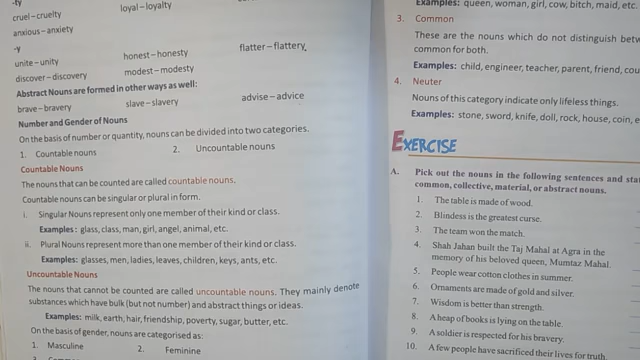 -ty
cruel – cruelty
loyal – loyalty
anxious – anxiety
-y
unite – unity
honest – honesty
flatter – flattery
discover – discovery
modest – modesty
Abstract Nouns are formed in other ways as well:
brave – bravery
slave – slavery
advise – advice
Number and Gender of Nouns
On the basis of number or quantity, nouns can be divided into two categories.
1. Countable nouns
2. Uncountable nouns
Countable Nouns
The nouns that can be counted are called countable nouns.
Countable nouns can be singular or plural in form.
i. Singular Nouns represent only one member of their kind or class.
Examples: glass, class, man, girl, angel, animal, etc.
ii. Plural Nouns represent more than one member of their kind or class.
Examples: glasses, men, ladies, leaves, children, keys, ants, etc.
Uncountable Nouns
The nouns that cannot be counted are called uncountable nouns. They mainly denote
substances which have bulk (but not number) and abstract things or ideas.
Examples: milk, earth, hair, friendship, poverty, sugar, butter, etc.
On the basis of gender, nouns are categorised as:
1. Masculine
2. Feminine
3. Common
Examples: queen, woman, girl, cow, bitch, maid, etc.
3. Common
These are the nouns which do not distinguish
common for both.
Examples: child, engineer, teacher, parent, friend,
4. Neuter
Nouns of this category indicate only lifeless things.
Examples: stone, sword, knife, doll, rock, house, coin,
EXERCISE
A. Pick out the nouns in the following sentences and
common, collective, material, or abstract nouns.
1. The table is made of wood.
2. Blindess is the greatest curse.
3. The team won the match.
4. Shah Jahan built the Taj Mahal at Agra in the
memory of his beloved queen, Mumtaz Mahal.
5. People wear cotton clothes in summer.
6. Ornaments are made of gold and silver.
7. Wisdom is better than strength.
8. A heap of books is lying on the table.
9. A soldier is respected for his bravery.
10. A few people have sacrificed their lives for truth.